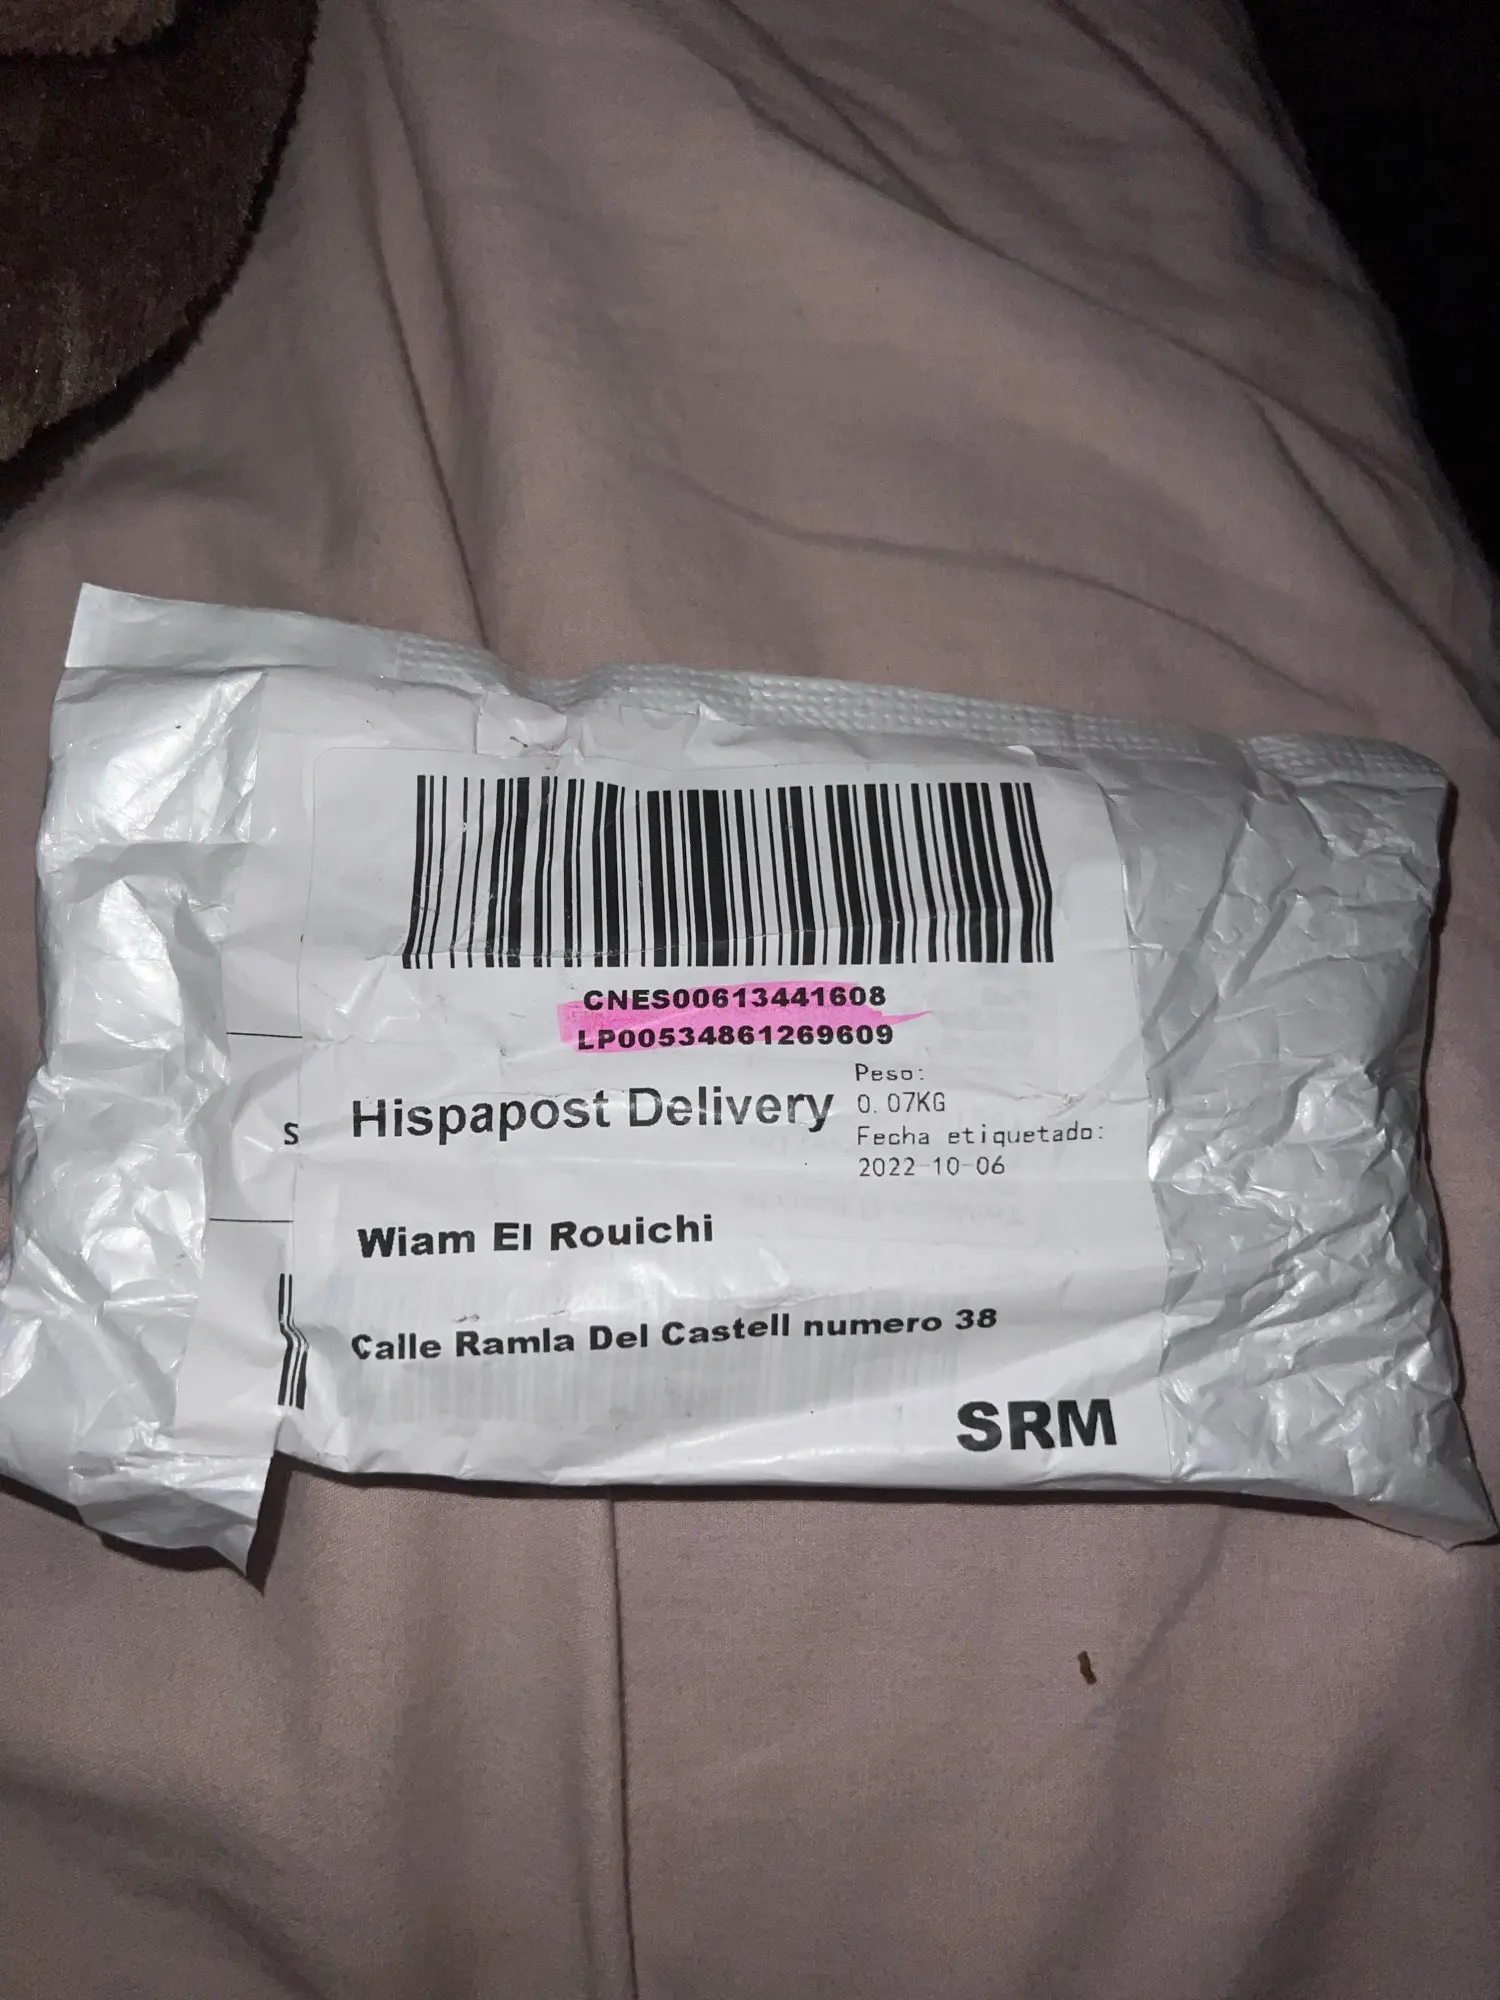 CNES00613441608
LP00534861269609
Hispapost Delivery
Peso:
0.07KG
Fecha etiquetado:
2022-10-06
S
Wiam El Rouichi
Calle Ramla Del Castell numero 38
SRM